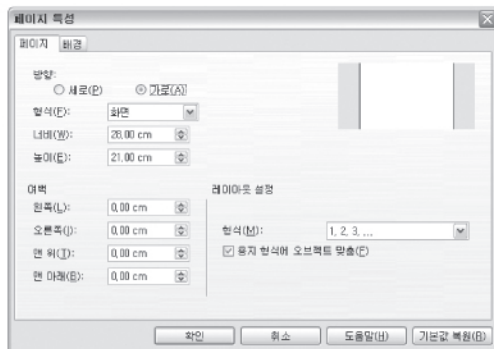 페이지 특성
페이지 배경
방향:
세로(P) 가로(A)
형식(F): 화면
너비(W): 28,00 cm
높이(E): 21,00 cm
여백
왼쪽(L): 0,00 cm
오른쪽(I): 0,00 cm
맨 위(T): 0,00 cm
맨 아래(B): 0,00 cm
레이아웃 설정
형식(M): 1, 2, 3, ...
용지 형식에 오브젝트 맞춤(F)
확인 취소 도움말(H) 기본값 복원(R)